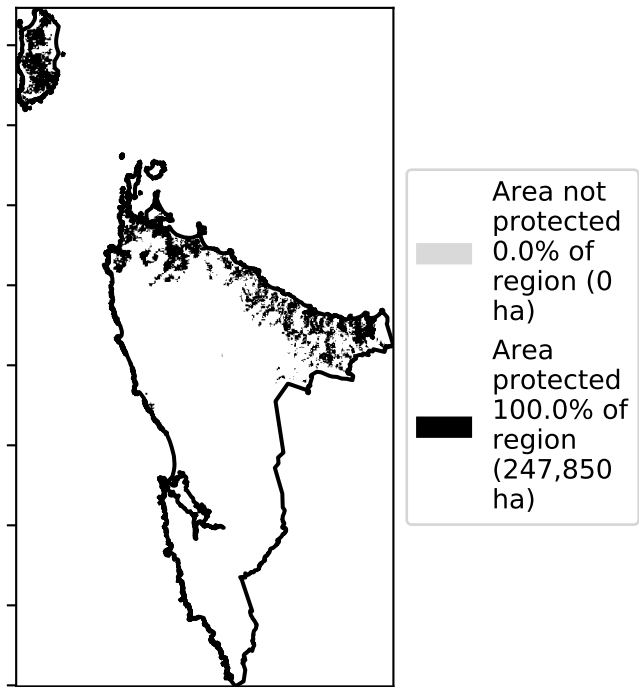 Area not
protected
0.0% of
region (0
ha)
Area
protected
100.0% of
region
(247,850
ha)